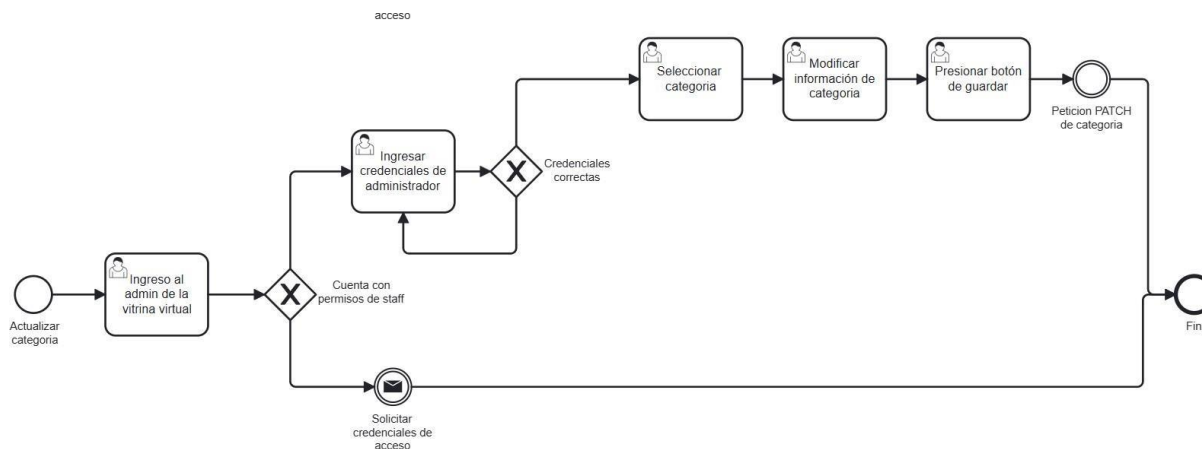 acceso
Seleccionar
categoria
Modificar
información de
categoria
Presionar botón
de guardar
Peticion PATCH
de categoria
Ingresar
credenciales de
administrador
Credenciales
correctas
Ingreso al
admin de la
vitrina virtual
Cuenta con
permisos de staff
Actualizar
categoria
Fin
Solicitar
credenciales de
acceso